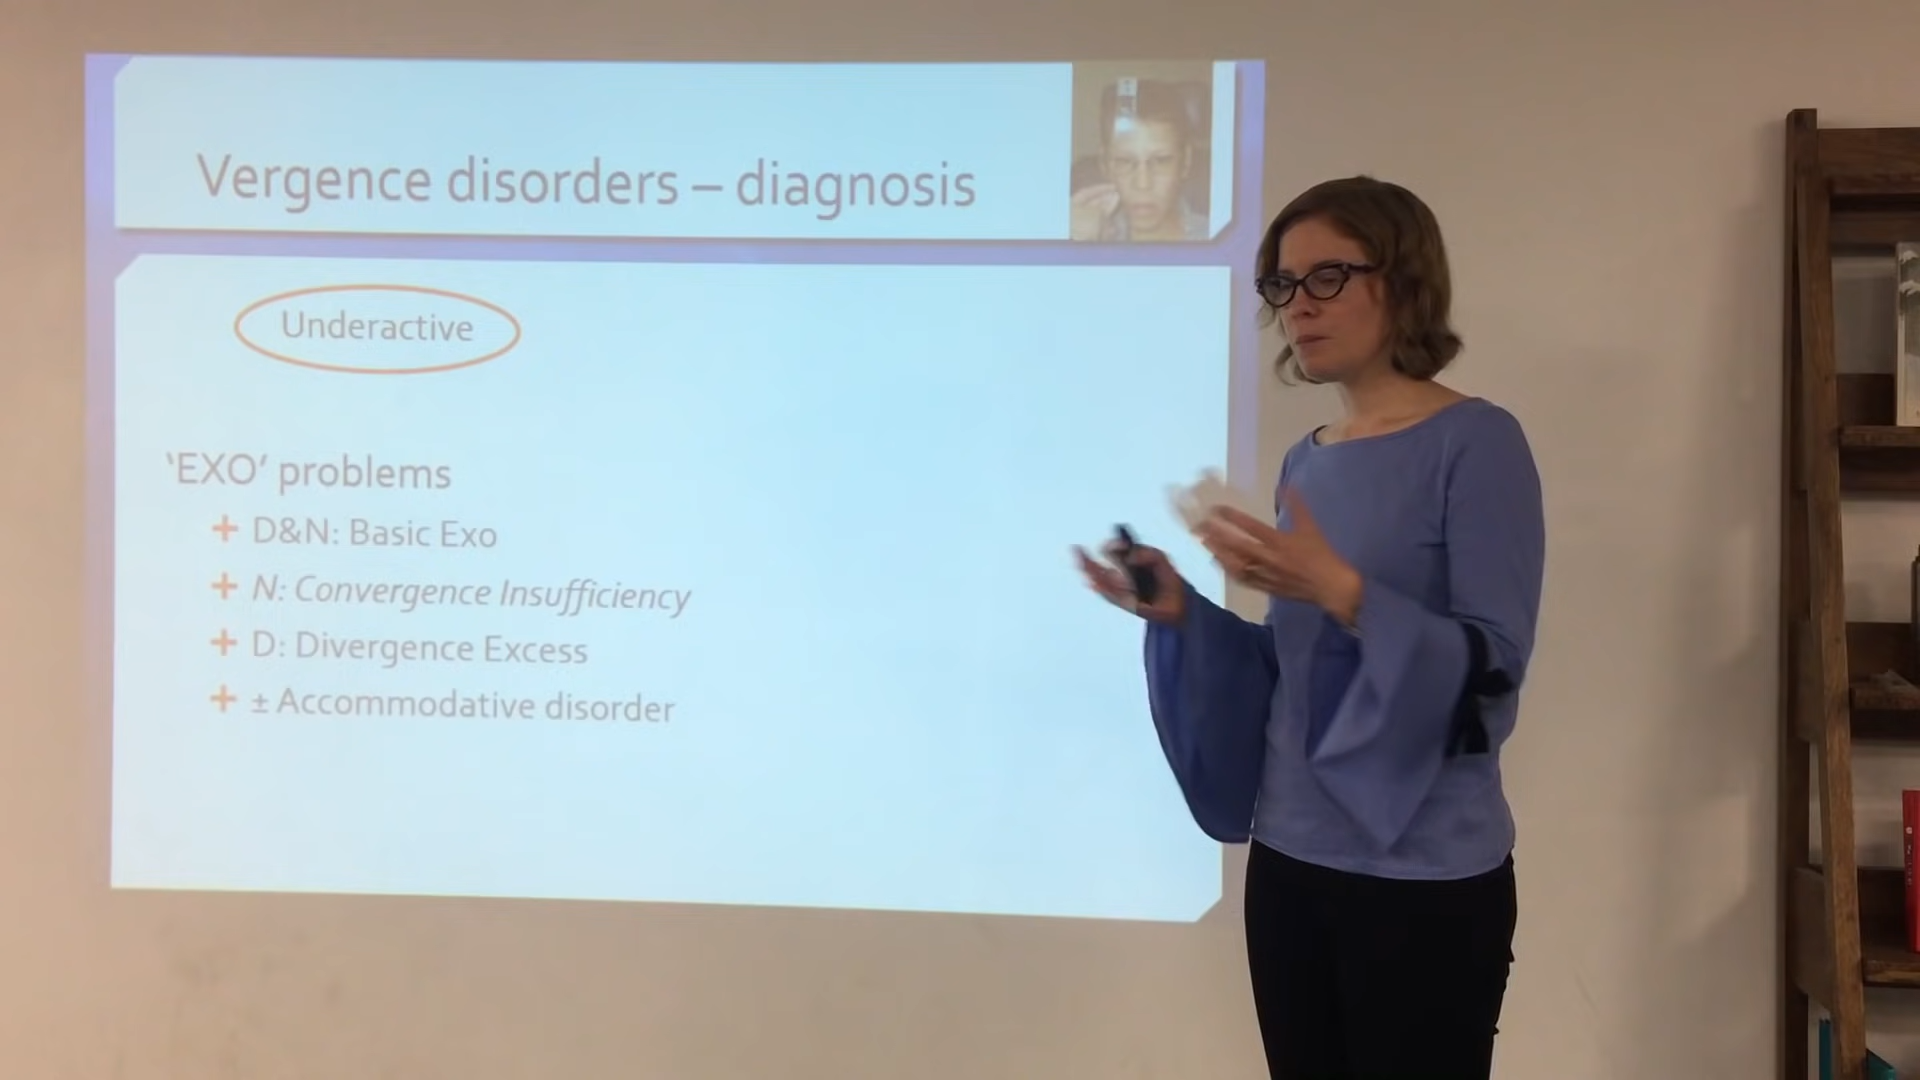 Vergence disorders – diagnosis
Underactive
‘EXO’ problems
+ D&N: Basic Exo
+ N: Convergence Insufficiency
+ D: Divergence Excess
+ ± Accommodative disorder